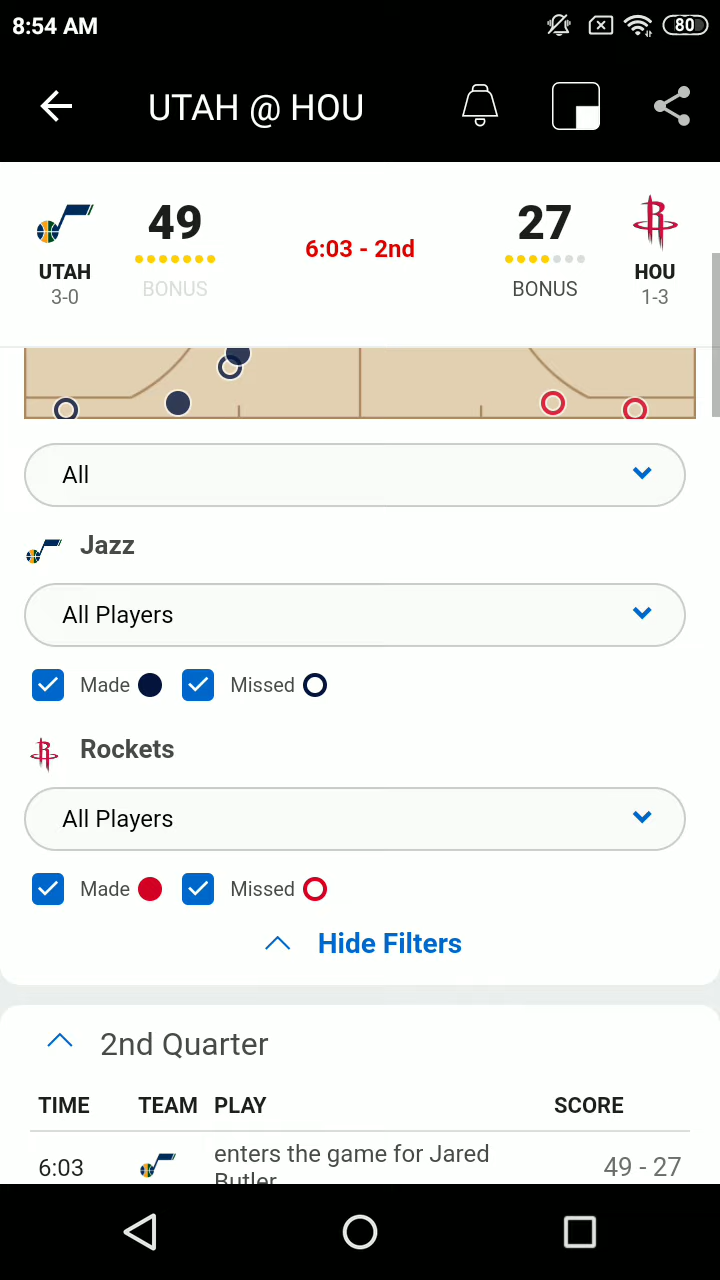 8:54 AM
80
UTAH @ HOU
49
27
6:03 - 2nd
UTAH
3-0
BONUS
BONUS
HOU
1-3
All
Jazz
All Players
Made
Missed
Rockets
All Players
Made
Missed
Hide Filters
2nd Quarter
TIME TEAM PLAY SCORE
enters the game for Jared
6:03
49 - 27
Butler